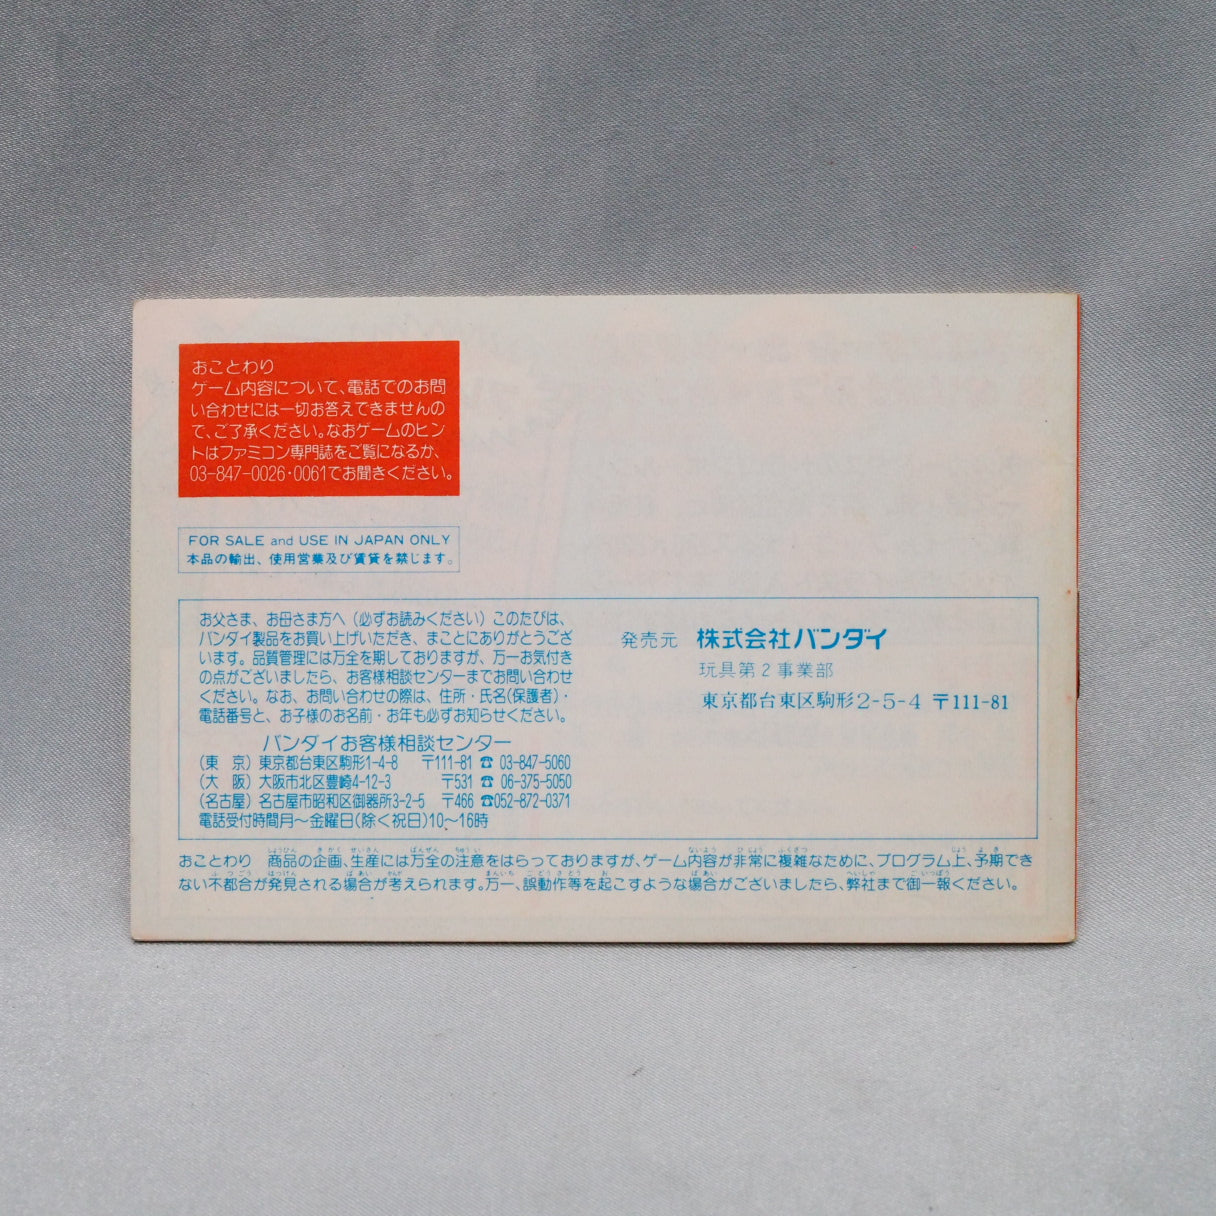 おことわり
ゲーム内容について、電話でのお問
い合わせには一切お答えできませんの
で、ご了承ください。なおゲームのヒン
トはファミコン専門誌をご覧になるか、
03-847-0026・0061でお聞きください。
FOR SALE and USE IN JAPAN ONLY
本品の輸出、使用営業及び賃貸を禁じます。
お父さま、お母さま方へ(必ずお読みください)このたびは、
バンダイ製品をお買い上げいただき、まことにありがとうござ
います。品質管理には万全を期しておりますが、万一お気付き
の点がございましたら、お客様相談センターまでお問い合わせ
ください。なお、お問い合わせの際は、住所・氏名(保護者)・
電話番号と、お子様のお名前・お年も必ずお知らせください。
バンダイお客様相談センター
(東 京) 東京都台東区駒形1-4-8 〒111-81 ☎ 03-847-5060
(大 阪) 大阪市北区豊崎4-12-3 〒531 ☎ 06-375-5050
(名古屋) 名古屋市昭和区御器所3-2-5 〒466 ☎052-872-0371
電話受付時間月〜金曜日(除く祝日)10〜16時
発売元 株式会社バンダイ
玩具第2事業部
東京都台東区駒形2-5-4 〒111-81
おことわり 商品の企画、生産には万全の注意をはらっておりますが、ゲーム内容が非常に複雑なために、プログラム上、予期でき
ない不都合が発見される場合が考えられます。万一、誤動作等を起こすような場合がございましたら、弊社まで御一報ください。